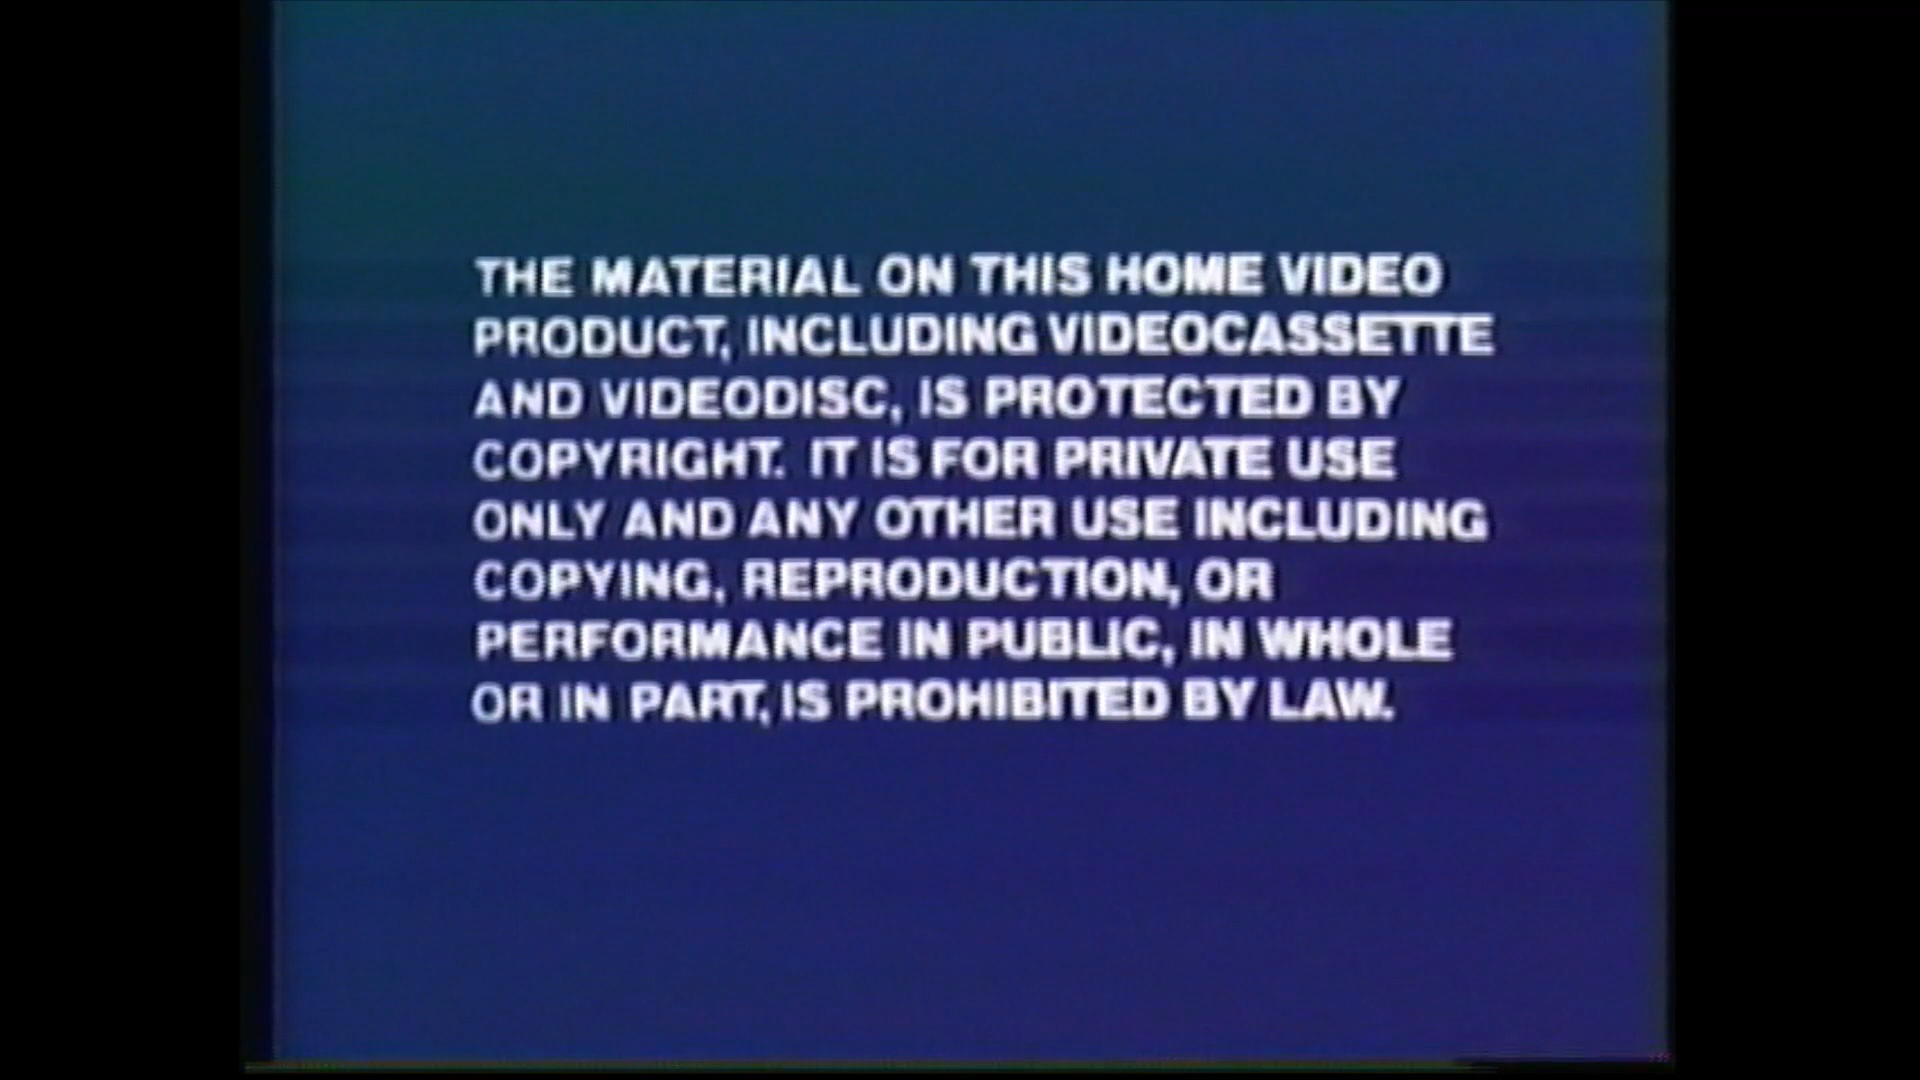 THE MATERIAL ON THIS HOME VIDEO
PRODUCT, INCLUDING VIDEOCASSETTE
AND VIDEODISC, IS PROTECTED BY
COPYRIGHT. IT IS FOR PRIVATE USE
ONLY AND ANY OTHER USE INCLUDING
COPYING, REPRODUCTION, OR
PERFORMANCE IN PUBLIC, IN WHOLE
OR IN PART, IS PROHIBITED BY LAW.